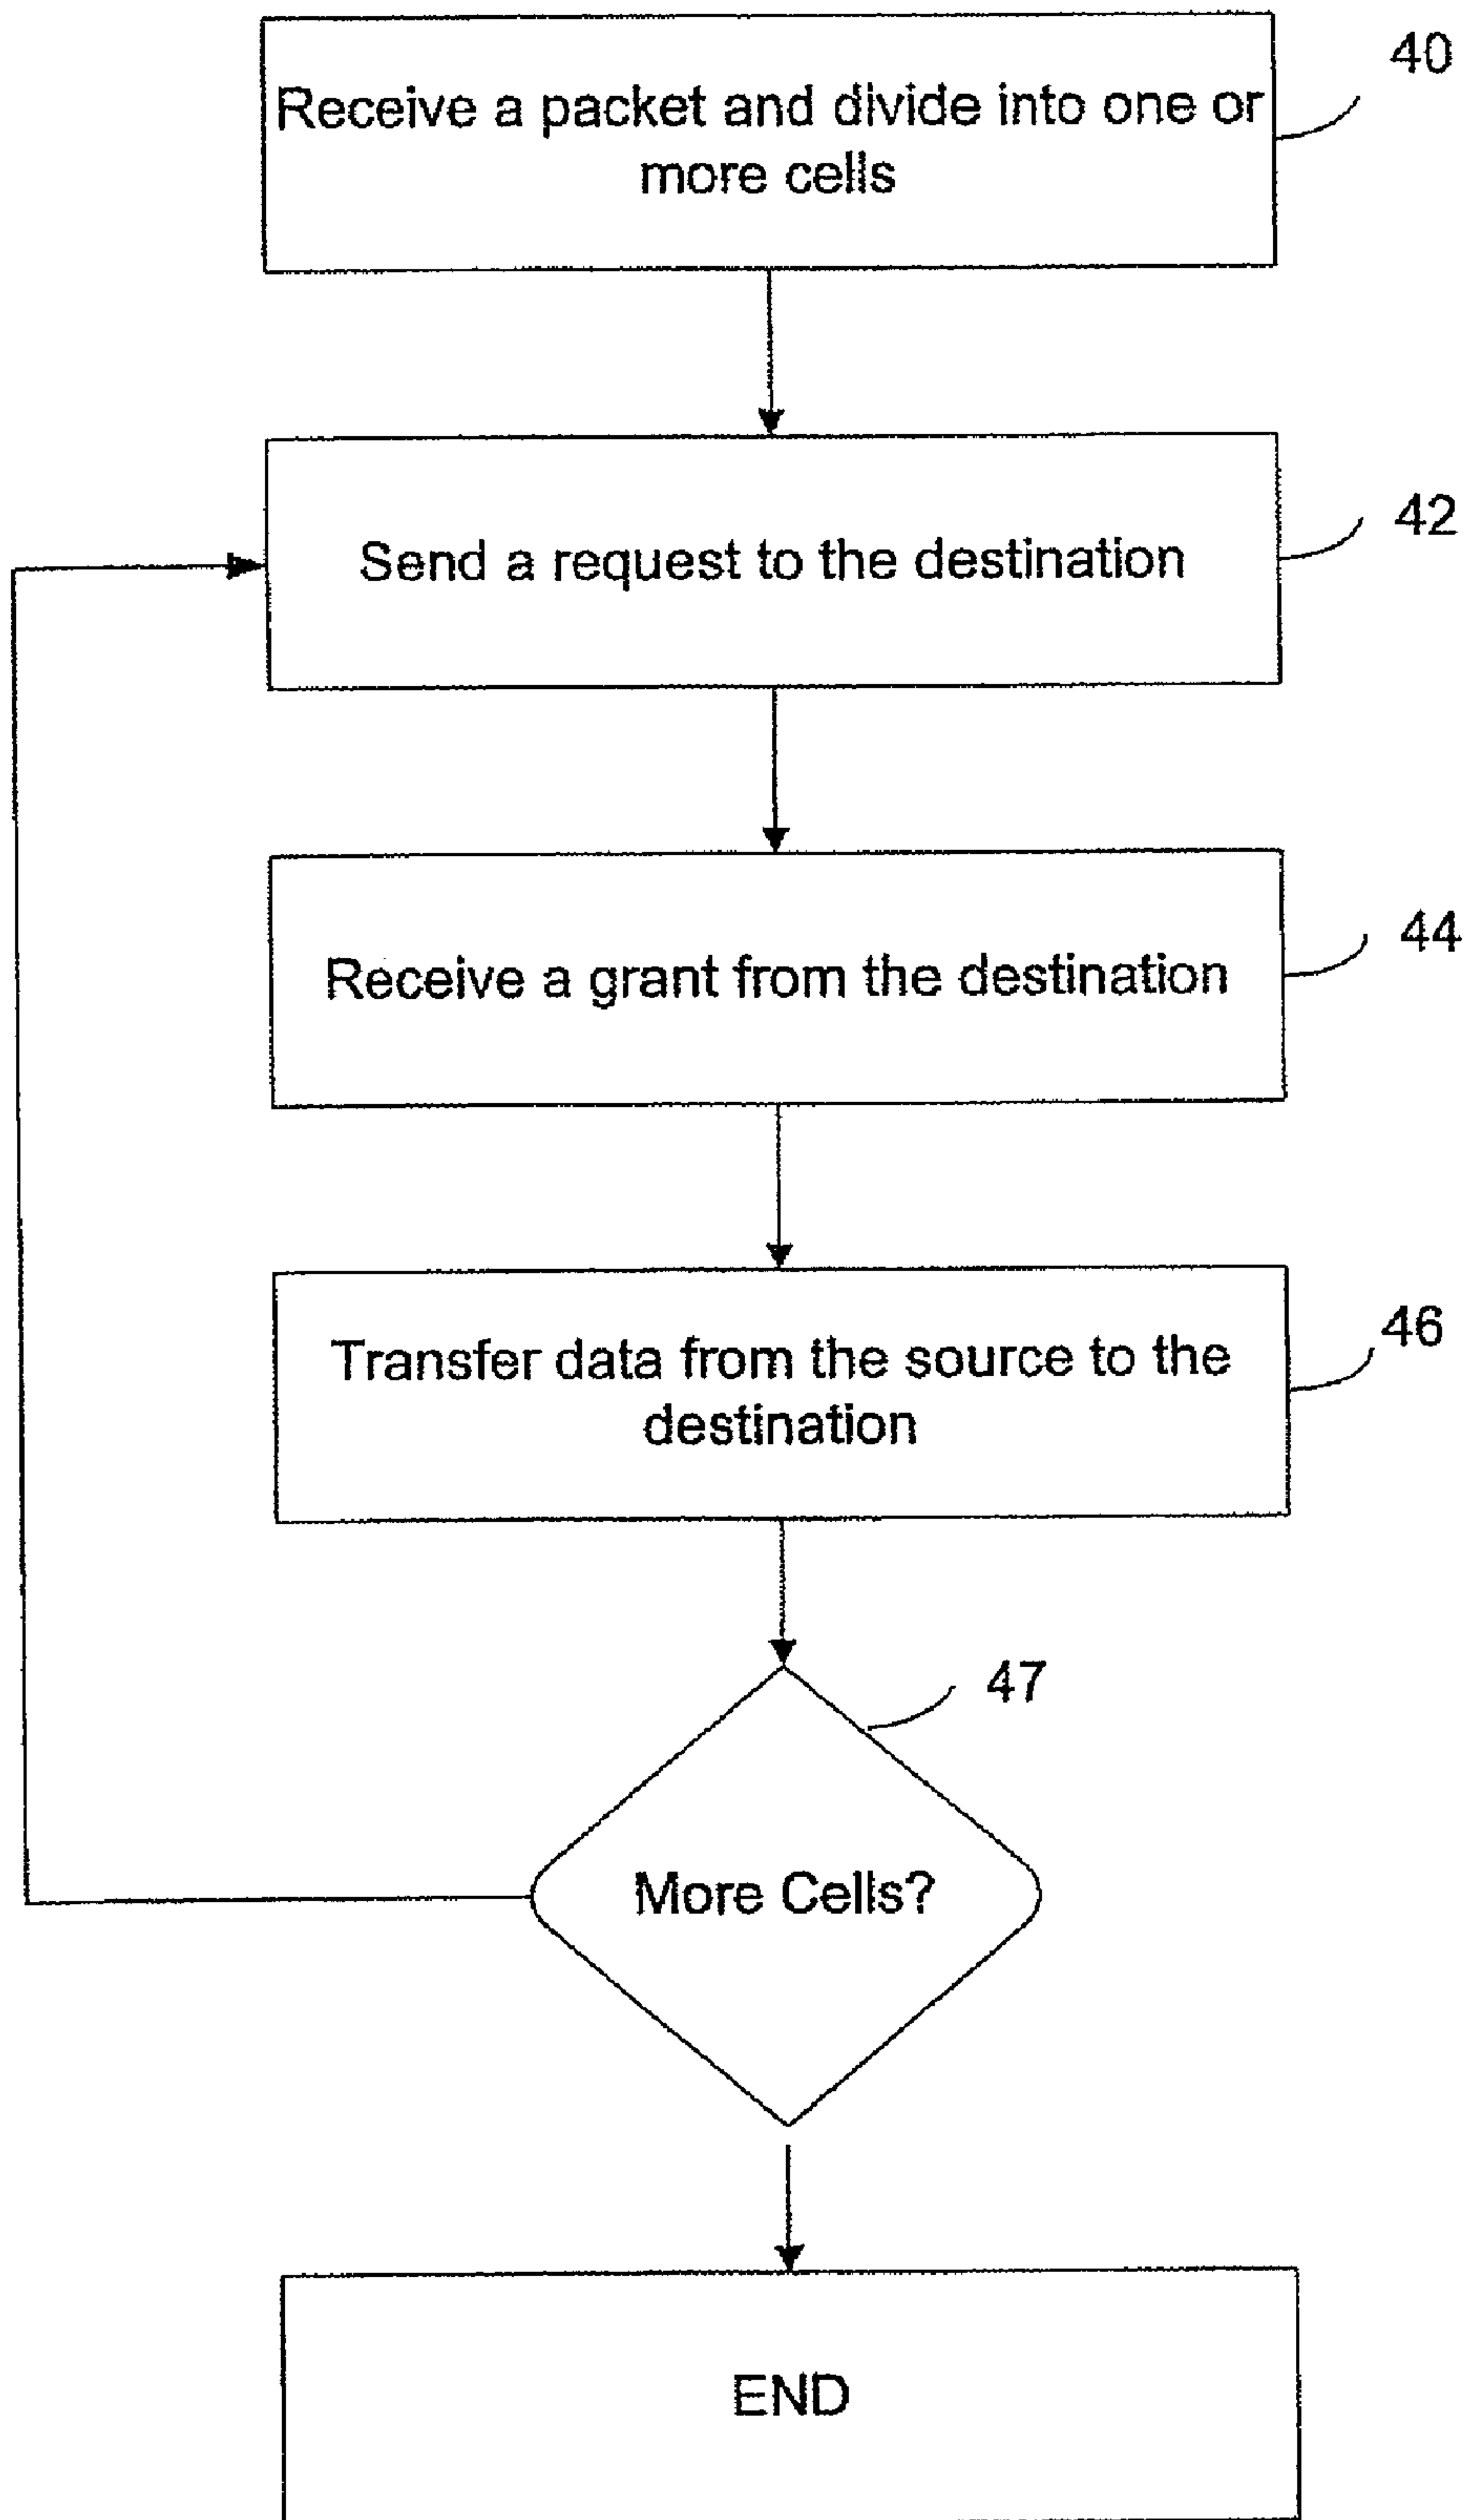 40
Receive a packet and divide into one or
more cells
42
Send a request to the destination
44
Receive a grant from the destination
46
Transfer data from the source to the
destination
47
More Cells?
END